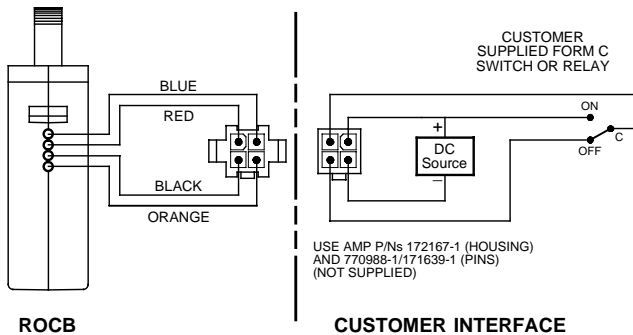 CUSTOMER
SUPPLIED FORM C
SWITCH OR RELAY
BLUE
RED
BLACK
ORANGE
+
DC
Source
–
ON
OFF
C
USE AMP P/Ns 172167-1 (HOUSING)
AND 770988-1/171639-1 (PINS)
(NOT SUPPLIED)
ROCB
CUSTOMER INTERFACE